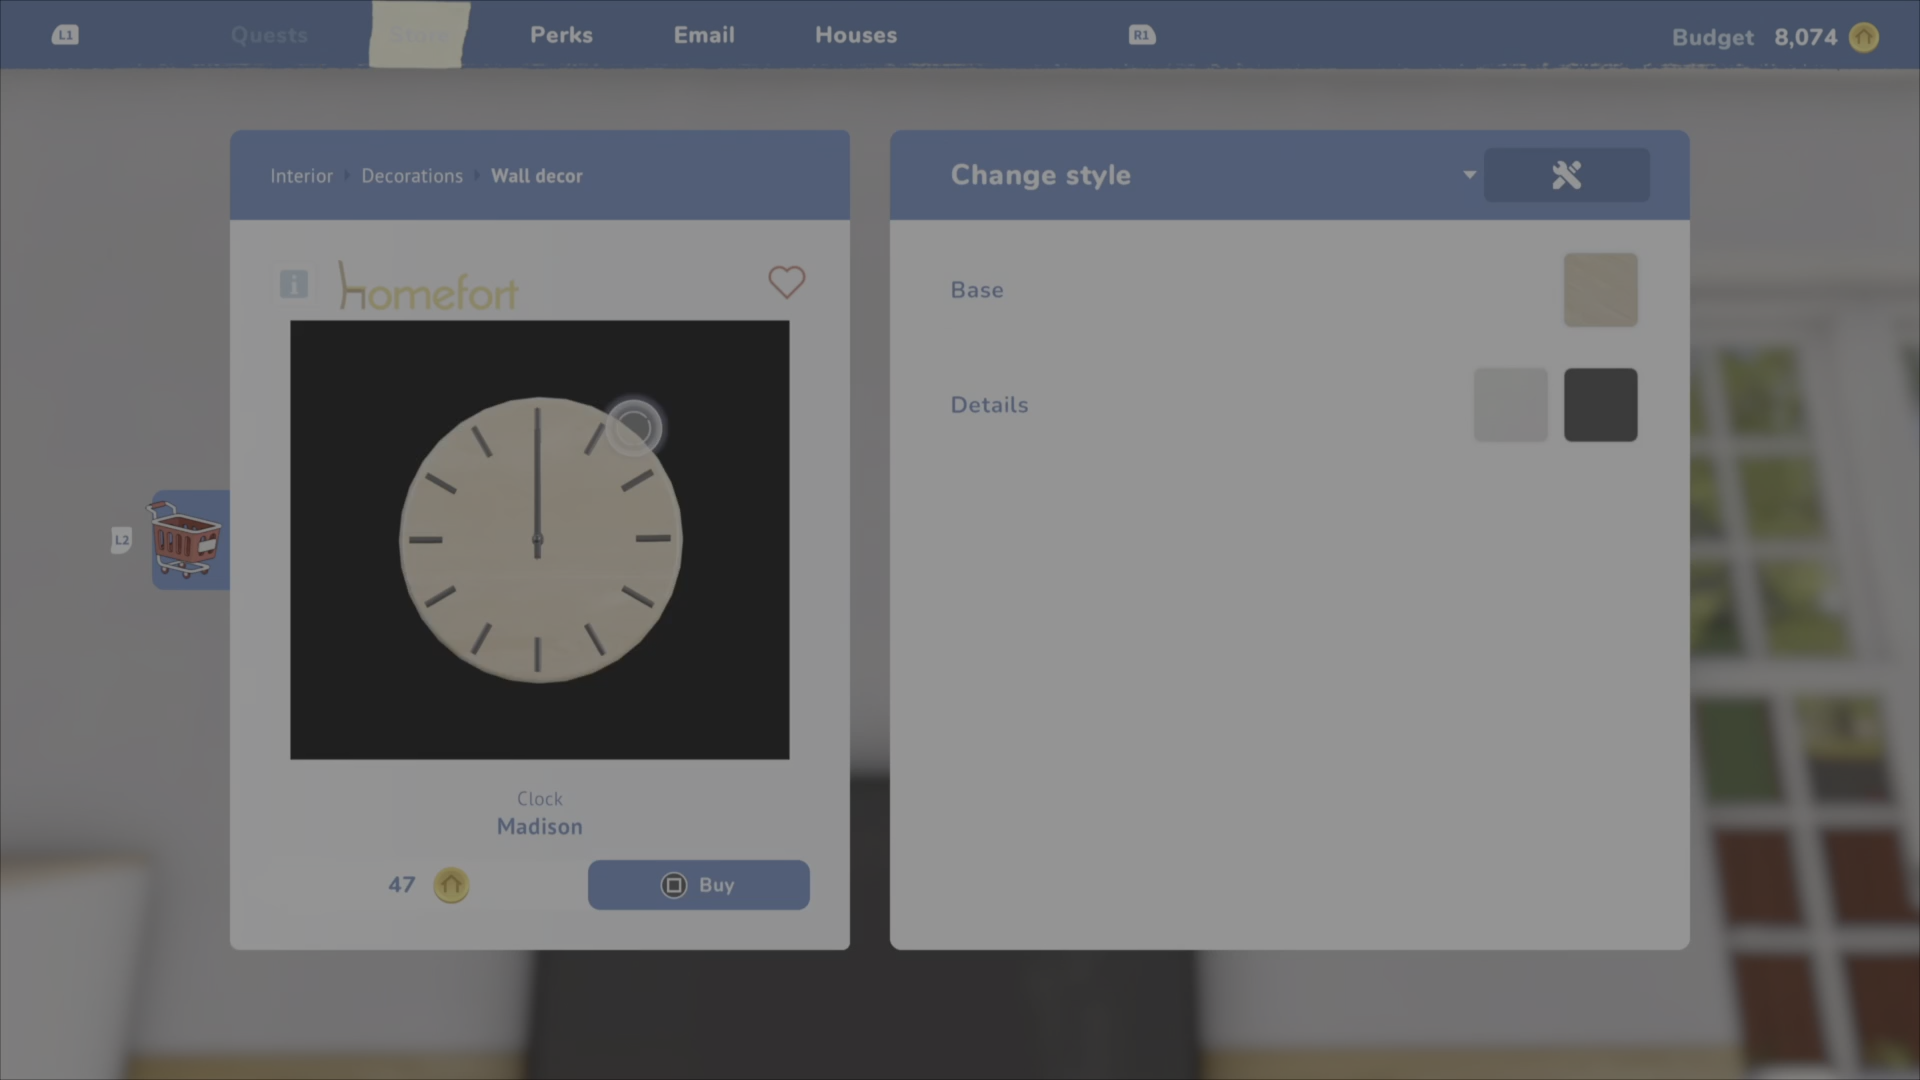 L1
Quests
Store
Perks
Email
Houses
R1
Budget 8,074
Interior
Decorations
Wall decor
Change style
i
homefort
Base
Details
L2
Clock
Madison
47
Buy